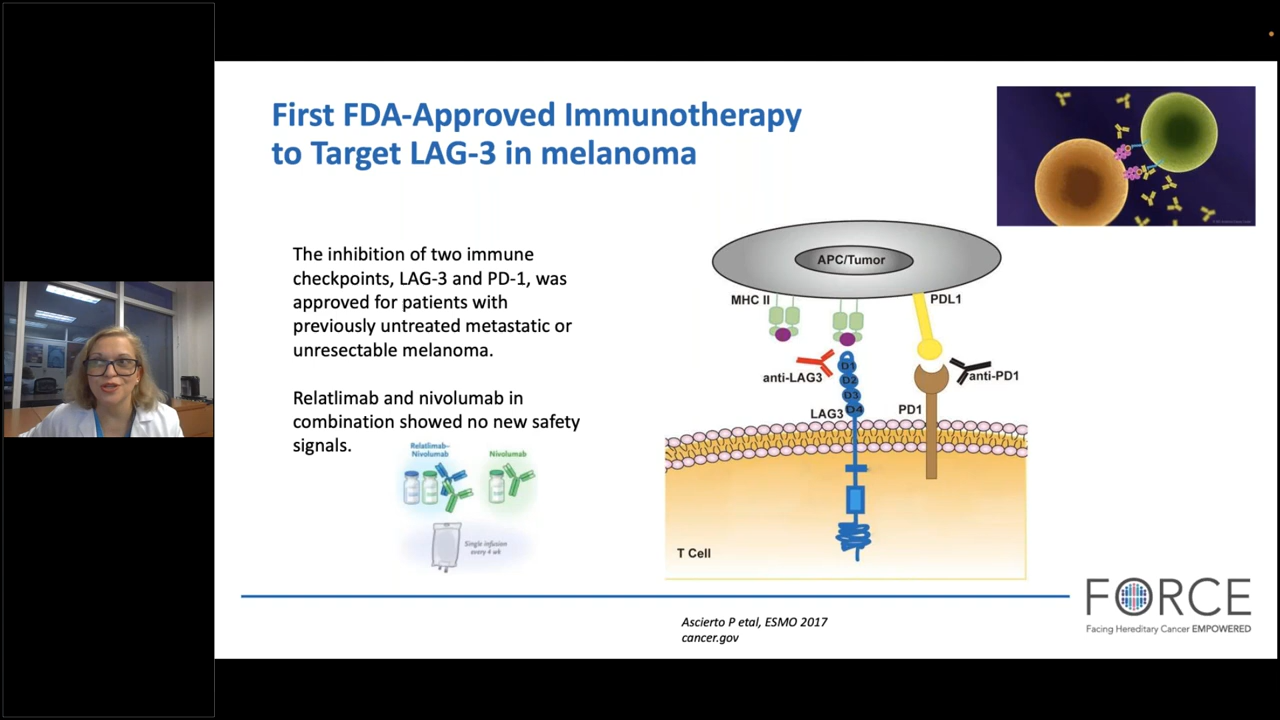 First FDA-Approved Immunotherapy
to Target LAG-3 in melanoma
The inhibition of two immune
checkpoints, LAG-3 and PD-1, was
approved for patients with
previously untreated metastatic or
unresectable melanoma.
Relatlimab and nivolumab in
combination showed no new safety
signals.
Relatlimab–
Nivolumab
Nivolumab
Single infusion
every 4 wk
APC/Tumor
MHC II
PDL1
anti-LAG3
D1
D2
D3
D4
anti-PD1
LAG3
PD1
T Cell
Ascierto P etal, ESMO 2017
cancer.gov
FORCE
Facing Hereditary Cancer EMPOWERED